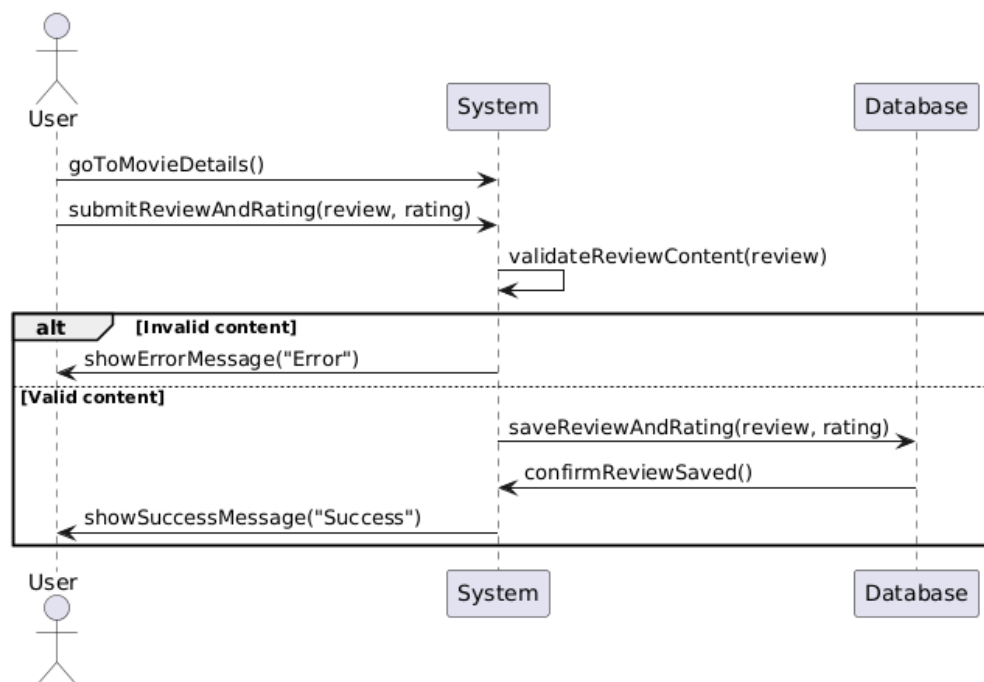 User
System
Database
goToMovieDetails()
submitReviewAndRating(review, rating)
validateReviewContent(review)
alt [Invalid content]
showErrorMessage("Error")
[Valid content]
saveReviewAndRating(review, rating)
confirmReviewSaved()
showSuccessMessage("Success")
User
System
Database